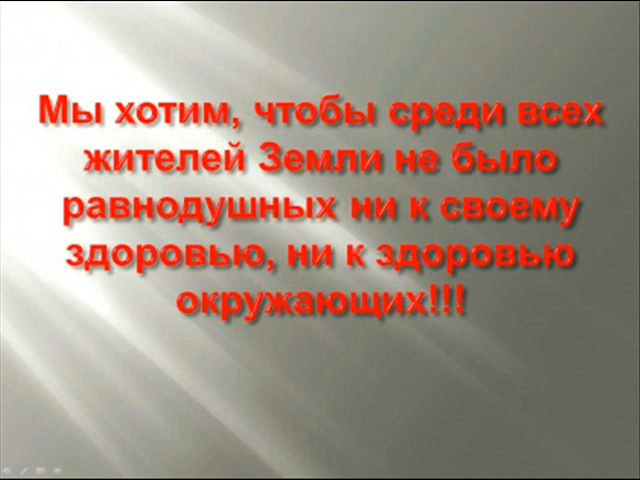 Мы хотим, чтобы среди всех
жителей Земли не было
равнодушных ни к своему
здоровью, ни к здоровью
окружающих!!!